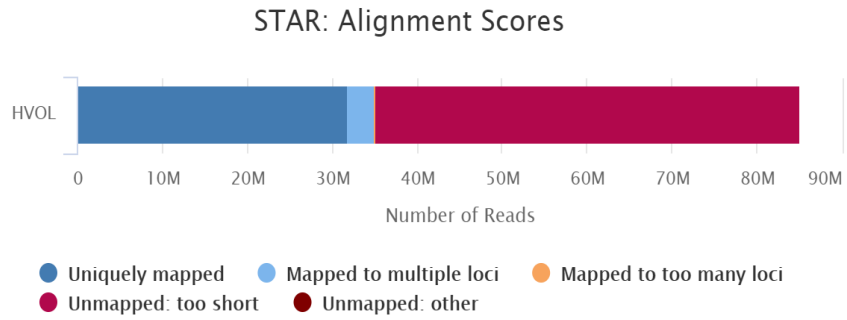 STAR: Alignment Scores
HVOL
0 10M 20M 30M 40M 50M 60M 70M 80M 90M
Number of Reads
Uniquely mapped Mapped to multiple loci Mapped to too many loci
Unmapped: too short Unmapped: other